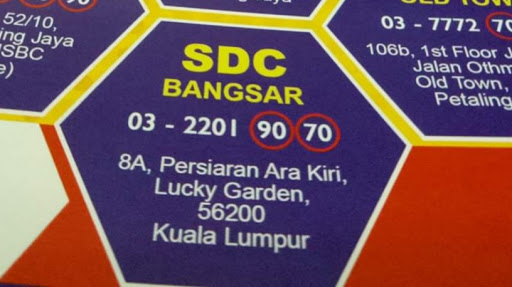 52/10,
ing Jaya
HSBC
e)
SDC
BANGSAR
03 - 2201 90 70
8A, Persiaran Ara Kiri,
Lucky Garden,
56200
Kuala Lumpur
03 - 7772 70
106b, 1st Floor J
Jalan Othm
Old Town,
Petaling